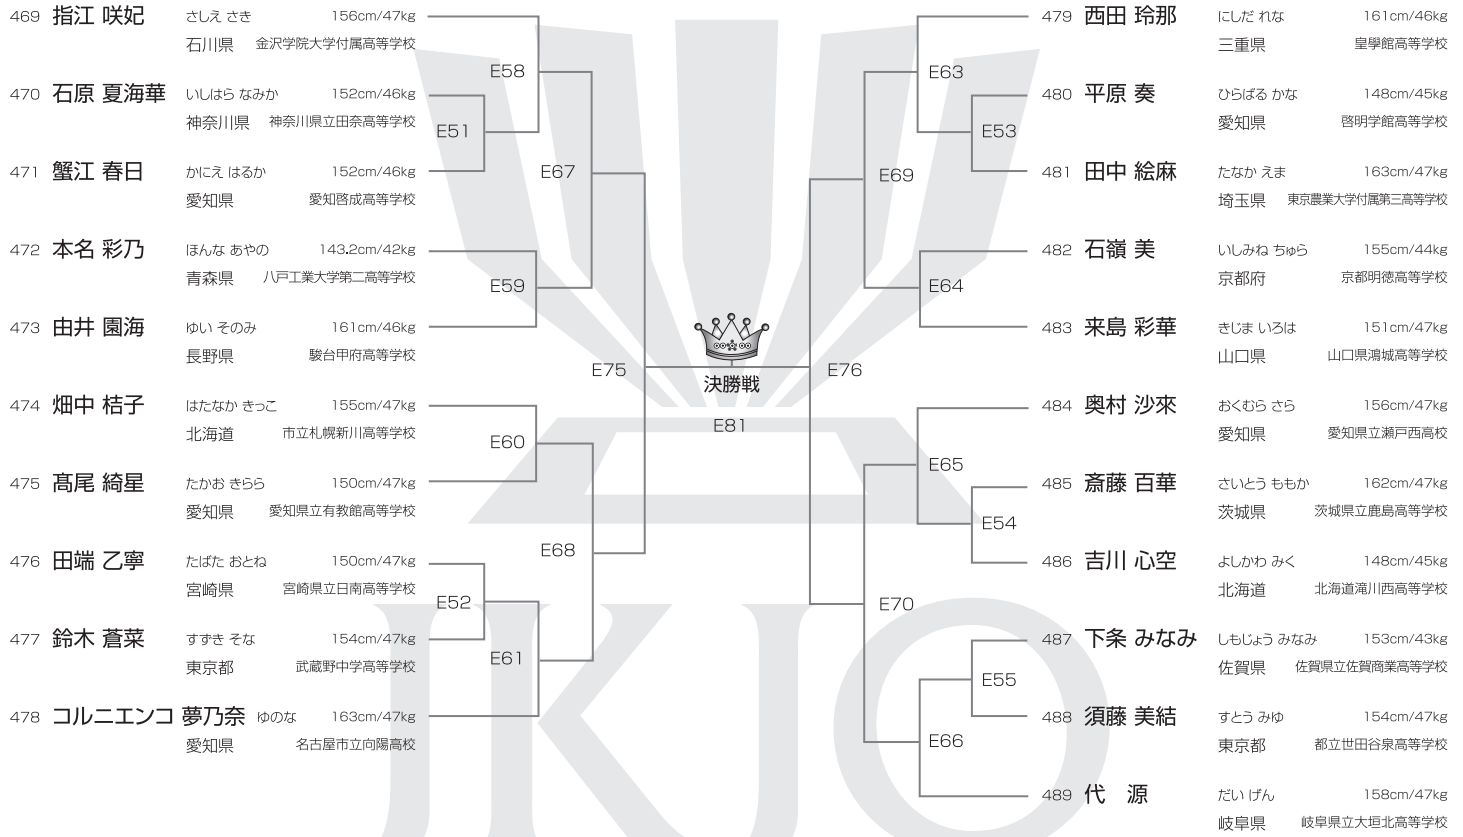 469 指江 咲妃 さしえ さき 156cm/47kg
石川県 金沢学院大学付属高等学校
E58
470 石原 夏海華 いしはら なみか 152cm/46kg
神奈川県 神奈川県立田奈高等学校
E51
471 蟹江 春日 かにえ はるか 152cm/46kg
愛知県 愛知啓成高等学校
E67
472 本名 彩乃 ほんな あやの 143.2cm/42kg
青森県 八戸工業大学第二高等学校
E59
473 由井 園海 ゆい そのみ 161cm/46kg
長野県 駿台甲府高等学校
E75
474 畑中 桔子 はたなか きっこ 155cm/47kg
北海道 市立札幌新川高等学校
E60
475 髙尾 綺星 たかお きらら 150cm/47kg
愛知県 愛知県立有教館高等学校
E68
476 田端 乙寧 たばた おとね 150cm/47kg
宮崎県 宮崎県立日南高等学校
E52
477 鈴木 蒼菜 すずき そな 154cm/47kg
東京都 武蔵野中学高等学校
E61
478 コルニエンコ 夢乃奈 ゆのな 163cm/47kg
愛知県 名古屋市立向陽高校
決勝戦
E81
479 西田 玲那 にしだ れな 161cm/46kg
三重県 皇學館高等学校
E63
480 平原 奏 ひらばる かな 148cm/45kg
愛知県 啓明学館高等学校
E53
481 田中 絵麻 たなか えま 163cm/47kg
埼玉県 東京農業大学付属第三高等学校
E69
482 石嶺 美 いしみね ちゅら 155cm/44kg
京都府 京都明徳高等学校
E64
483 来島 彩華 きじま いろは 151cm/47kg
山口県 山口県鴻城高等学校
E76
484 奥村 沙來 おくむら さら 156cm/47kg
愛知県 愛知県立瀬戸西高校
E65
485 斎藤 百華 さいとう ももか 162cm/47kg
茨城県 茨城県立鹿島高等学校
E54
486 吉川 心空 よしかわ みく 148cm/45kg
北海道 北海道滝川西高等学校
E70
487 下条 みなみ しもじょう みなみ 153cm/43kg
佐賀県 佐賀県立佐賀商業高等学校
E55
488 須藤 美結 すとう みゆ 154cm/47kg
東京都 都立世田谷泉高等学校
E66
489 代 源 だい げん 158cm/47kg
岐阜県 岐阜県立大垣北高等学校
JKJO